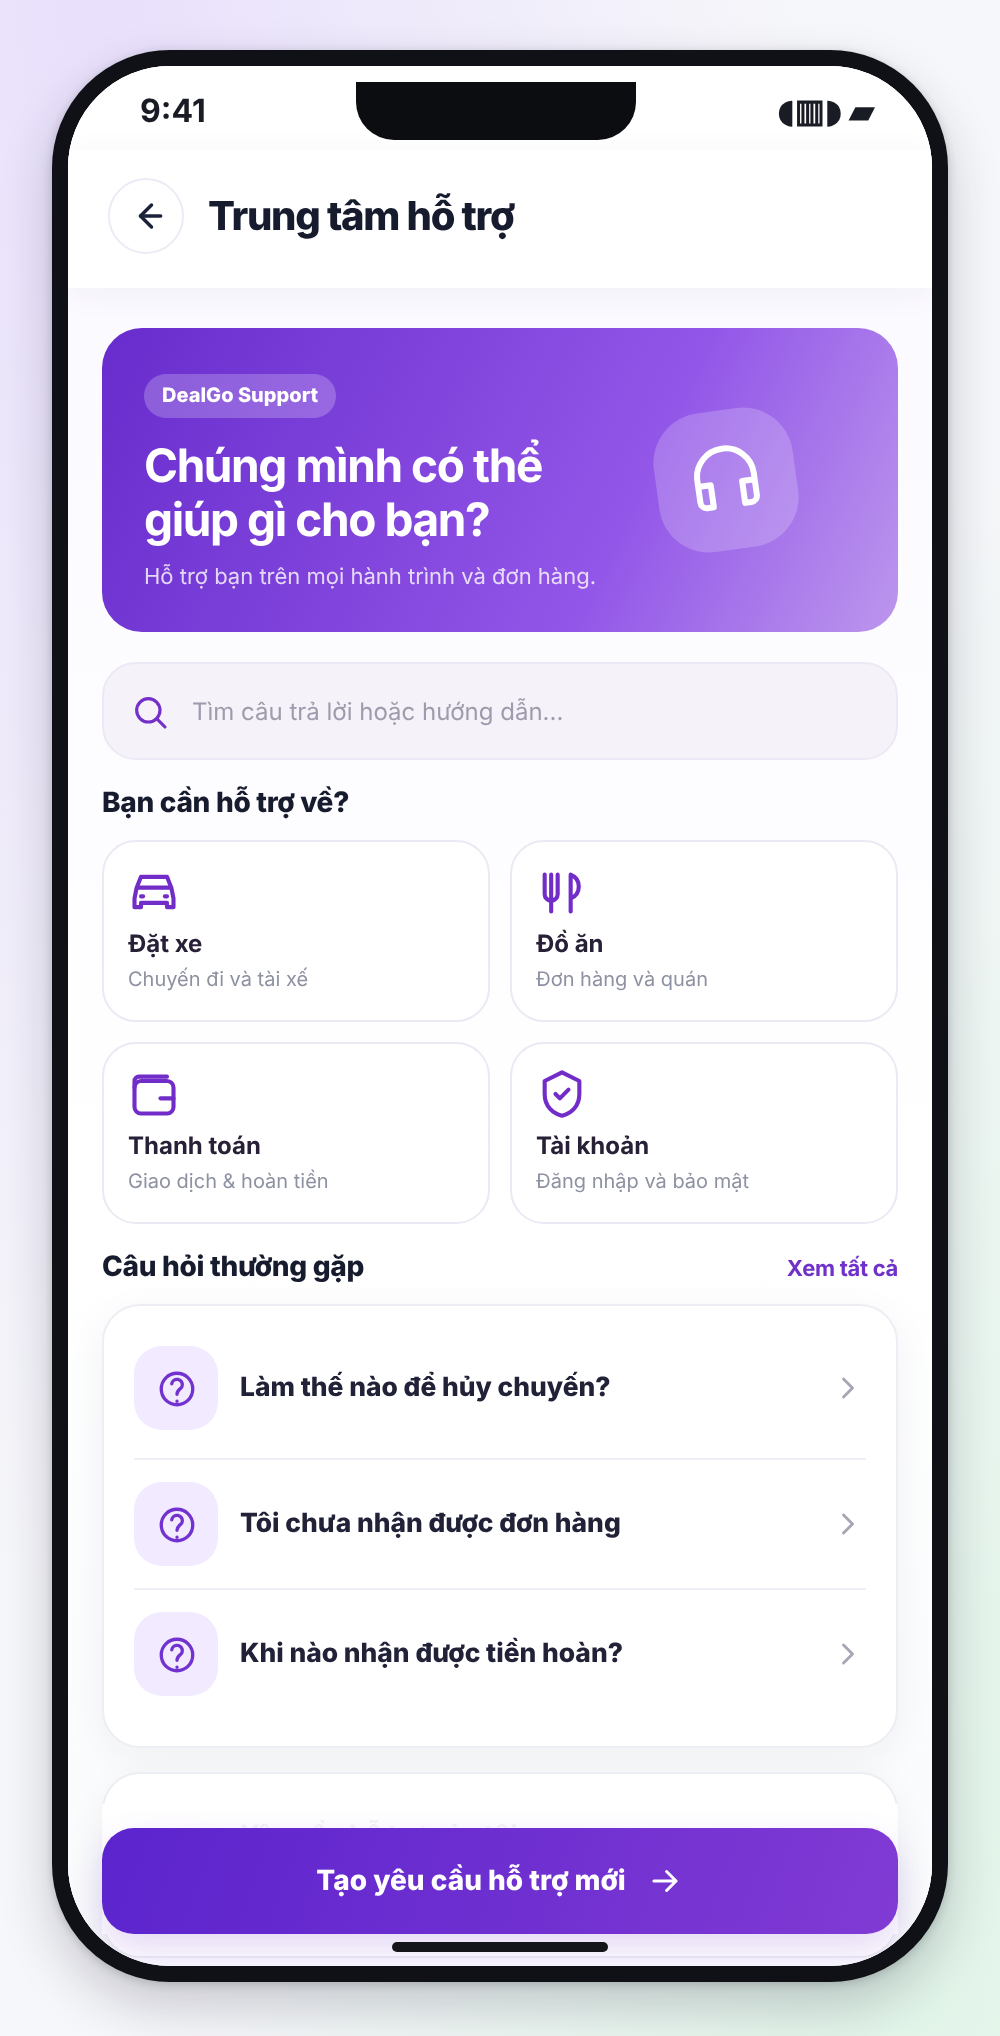 9:41
Trung tâm hỗ trợ
DealGo Support
Chúng mình có thể
giúp gì cho bạn?
Hỗ trợ bạn trên mọi hành trình và đơn hàng.
Tìm câu trả lời hoặc hướng dẫn...
Bạn cần hỗ trợ về?
Đặt xe
Chuyến đi và tài xế
Đồ ăn
Đơn hàng và quán
Thanh toán
Giao dịch & hoàn tiền
Tài khoản
Đăng nhập và bảo mật
Câu hỏi thường gặp
Xem tất cả
Làm thế nào để hủy chuyến?
Tôi chưa nhận được đơn hàng
Khi nào nhận được tiền hoàn?
Tạo yêu cầu hỗ trợ mới